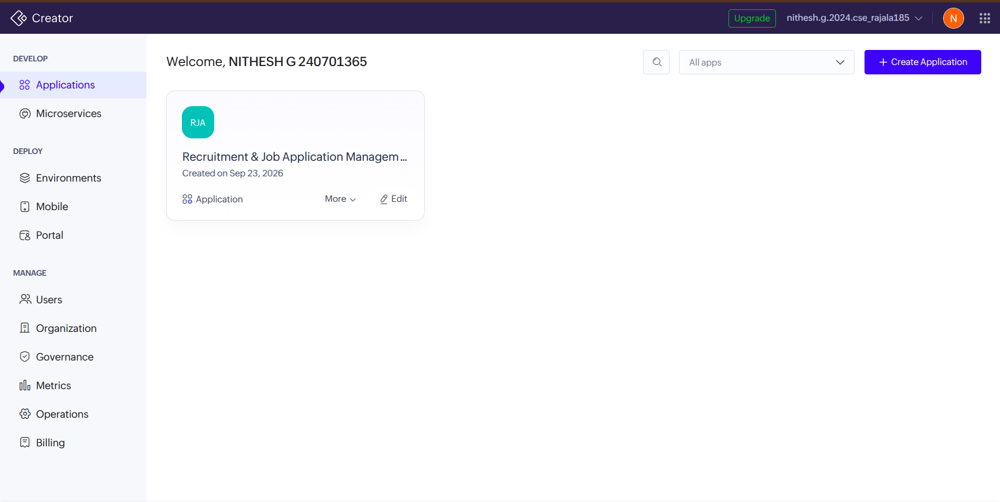 Creator
Upgrade
nithesh.g.2024.cse_rajala185
N
DEVELOP
Applications
Microservices
DEPLOY
Environments
Mobile
Portal
MANAGE
Users
Organization
Governance
Metrics
Operations
Billing
Welcome, NITHESH G 240701365
All apps
+ Create Application
RJA
Recruitment & Job Application Managem...
Created on Sep 23, 2026
Application
More
Edit